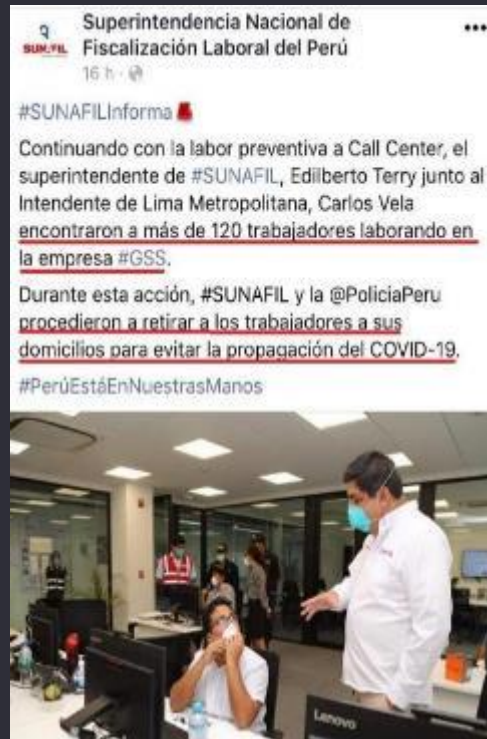 SUNAFIL
Superintendencia Nacional de
Fiscalización Laboral del Perú
16 h ·
#SUNAFILInforma
Continuando con la labor preventiva a Call Center, el
superintendente de #SUNAFIL, Edilberto Terry junto al
Intendente de Lima Metropolitana, Carlos Vela
encontraron a más de 120 trabajadores laborando en
la empresa #GSS.
Durante esta acción, #SUNAFIL y la @PoliciaPeru
procedieron a retirar a los trabajadores a sus
domicilios para evitar la propagación del COVID-19.
#PerúEstáEnNuestrasManos
Lenovo